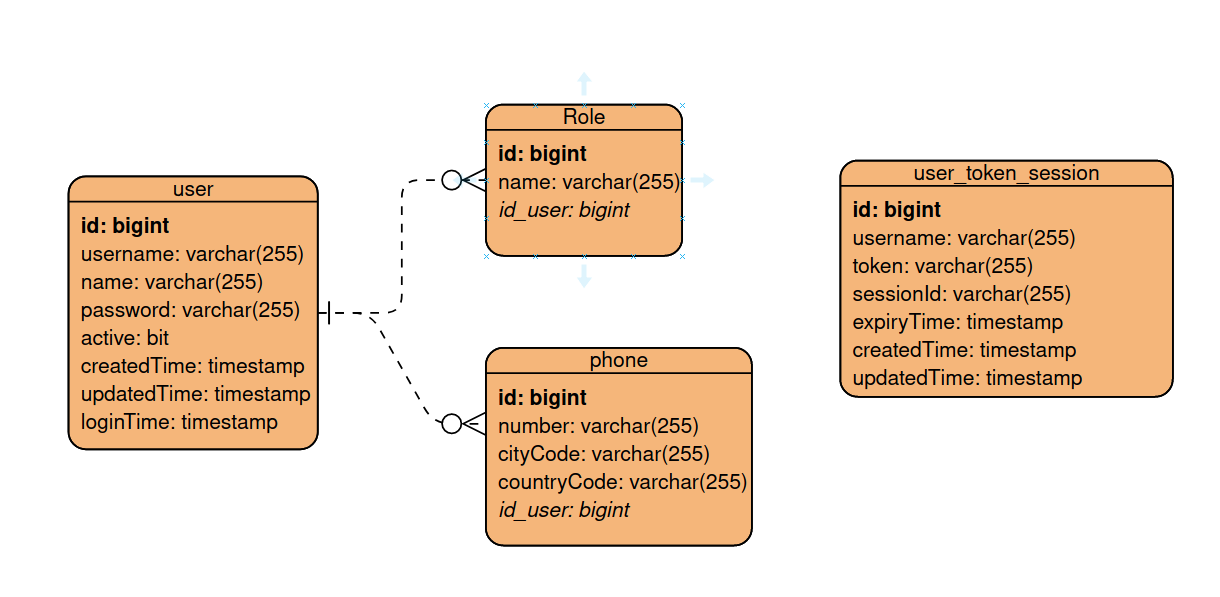 user
id: bigint
username: varchar(255)
name: varchar(255)
password: varchar(255)
active: bit
createdTime: timestamp
updatedTime: timestamp
loginTime: timestamp
Role
id: bigint
name: varchar(255)
id_user: bigint
phone
id: bigint
number: varchar(255)
cityCode: varchar(255)
countryCode: varchar(255)
id_user: bigint
user_token_session
id: bigint
username: varchar(255)
token: varchar(255)
sessionId: varchar(255)
expiryTime: timestamp
createdTime: timestamp
updatedTime: timestamp